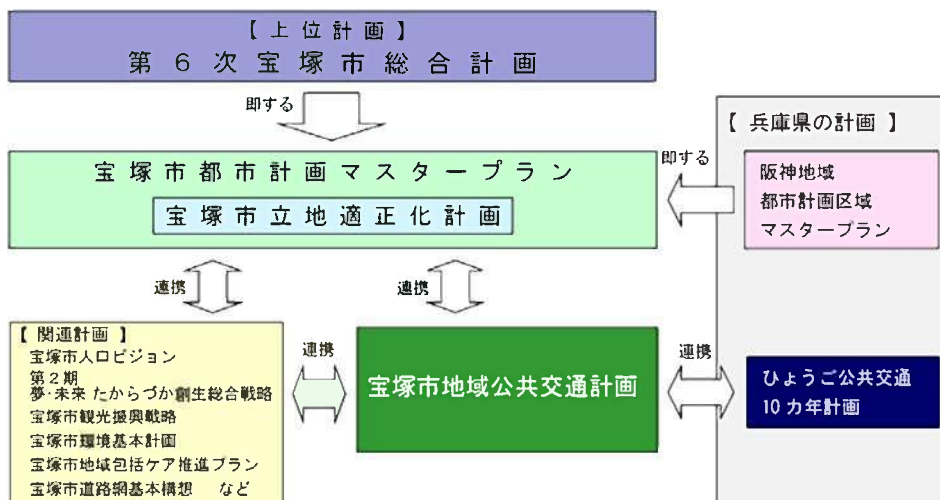 【 上位計画 】
第６次宝塚市総合計画
即する
宝塚市都市計画マスタープラン
宝塚市立地適正化計画
即する
【 兵庫県の計画 】
阪神地域
都市計画区域
マスタープラン
連携
連携
【 関連計画 】
宝塚市人口ビジョン
第２期
夢・未来 たからづか創生総合戦略
宝塚市観光振興戦略
宝塚市環境基本計画
宝塚市地域包括ケア推進プラン
宝塚市道路網基本構想　など
連携
宝塚市地域公共交通計画
連携
ひょうご公共交通
10カ年計画